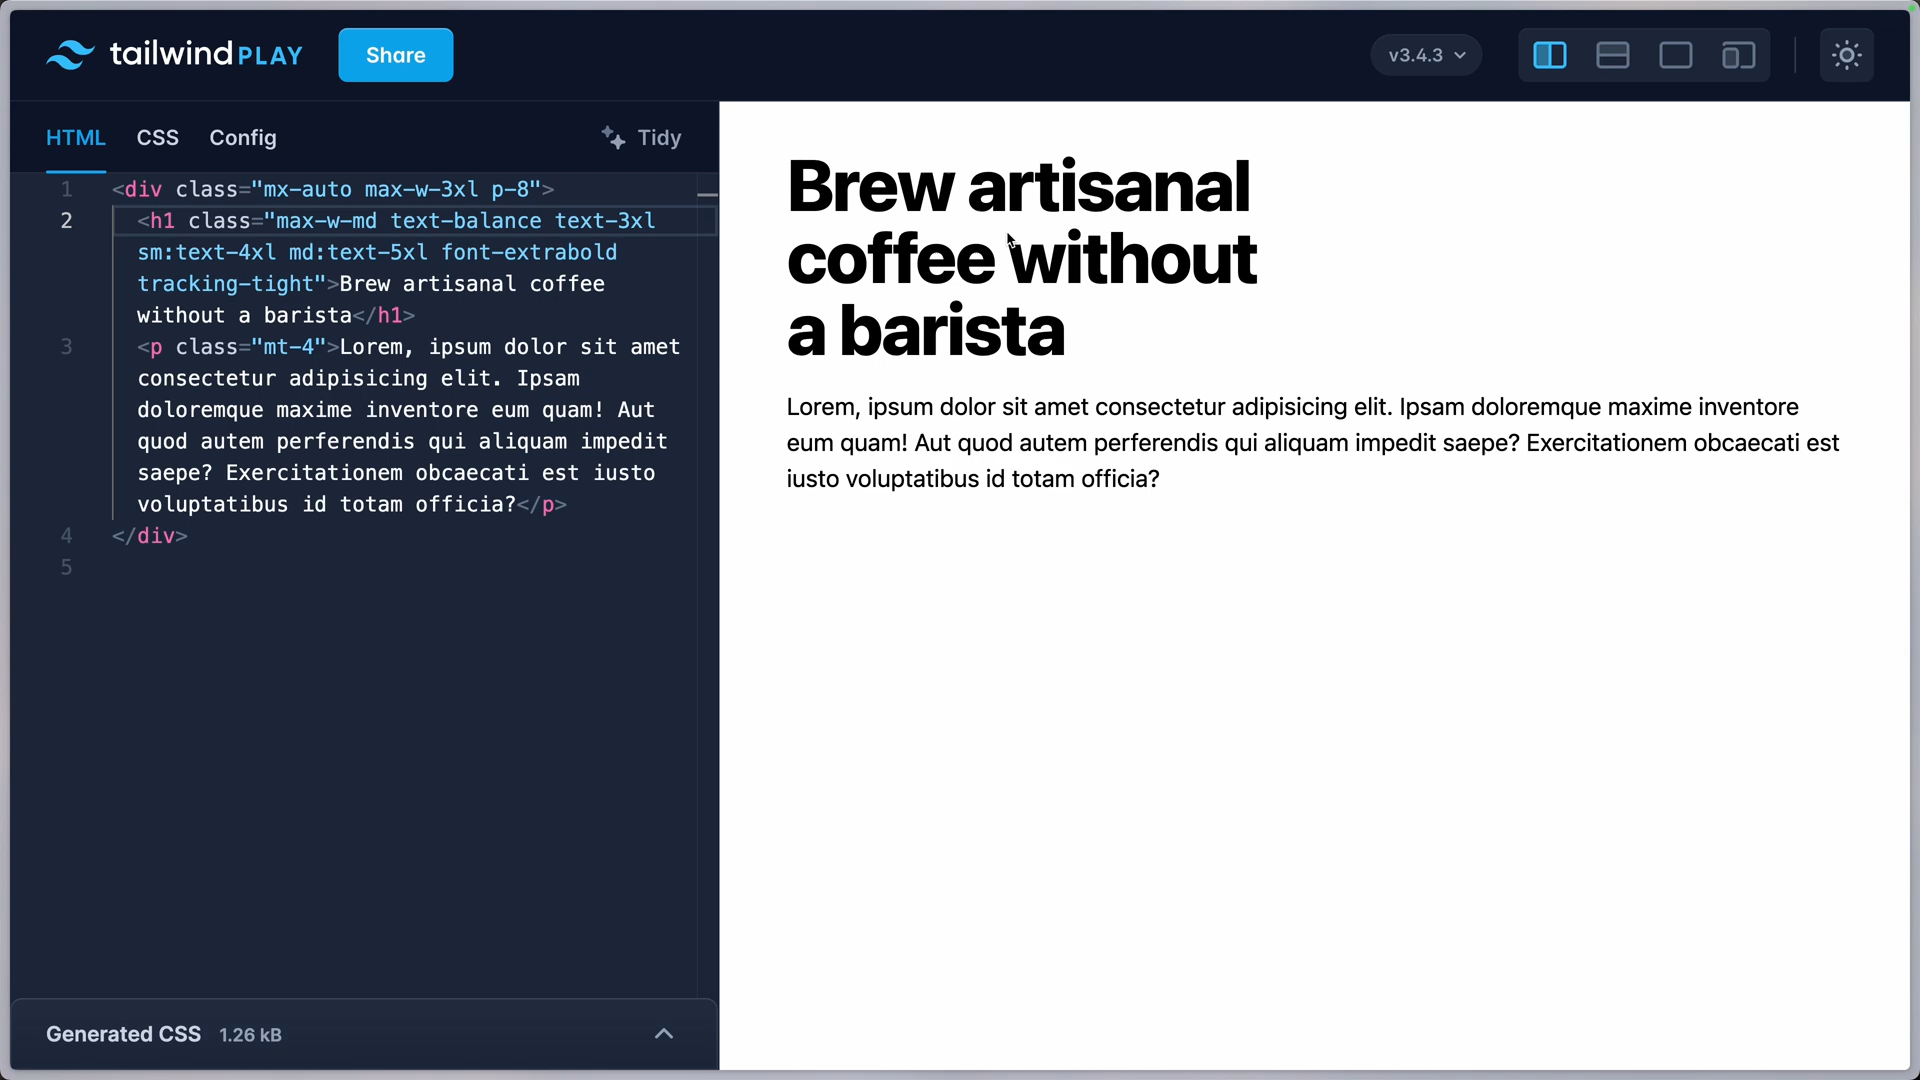 tailwind PLAY
Share
v3.4.3
HTML CSS Config
Tidy
1 <div class="mx-auto max-w-3xl p-8">
2 <h1 class="max-w-md text-balance text-3xl
sm:text-4xl md:text-5xl font-extrabold
tracking-tight">Brew artisanal coffee
without a barista</h1>
3 <p class="mt-4">Lorem, ipsum dolor sit amet
consectetur adipisicing elit. Ipsam
doloremque maxime inventore eum quam! Aut
quod autem perferendis qui aliquam impedit
saepe? Exercitationem obcaecati est iusto
voluptatibus id totam officia?</p>
4 </div>
5
Generated CSS 1.26 kB
Brew artisanal
coffee without
a barista
Lorem, ipsum dolor sit amet consectetur adipisicing elit. Ipsam doloremque maxime inventore
eum quam! Aut quod autem perferendis qui aliquam impedit saepe? Exercitationem obcaecati est
iusto voluptatibus id totam officia?